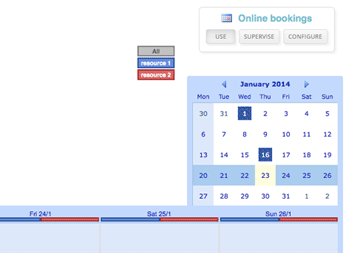 Online bookings
USE SUPERVISE CONFIGURE
All
resource 1
resource 2
January 2014
Mon Tue Wed Thu Fri Sat Sun
30 31 1 2 3 4 5
6 7 8 9 10 11 12
13 14 15 16 17 18 19
20 21 22 23 24 25 26
27 28 29 30 31 1 2
Fri 24/1 Sat 25/1 Sun 26/1